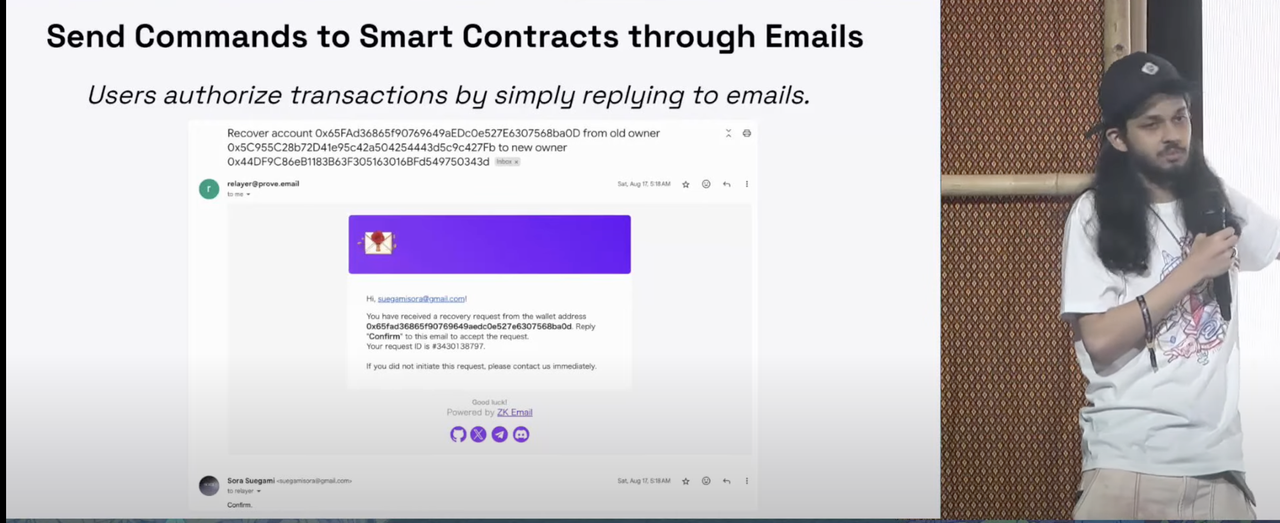 Send Commands to Smart Contracts through Emails
Users authorize transactions by simply replying to emails.
Recover account 0x65FAd36865f90769649aEDc0e527E6307568ba0D from old owner
0x5C955C28b72D41e95c42a504254443d5c9c427Fb to new owner
0x44DF9C86eB1183B63F305163016BFd549750343d Inbox x
r
relayer@prove.email
Sat, Aug 17, 5:18 AM
to me
Hi, suegamisora@gmail.com!
You have received a recovery request from the wallet address
0x65fad36865f90769649aedc0e527e6307568ba0d. Reply
"Confirm" to this email to accept the request.
Your request ID is #3430138797.
If you did not initiate this request, please contact us immediately.
Good luck!
Powered by ZK Email
Sora Suegami <suegamisora@gmail.com>
Sat, Aug 17, 5:18 AM
to relayer
Confirm.